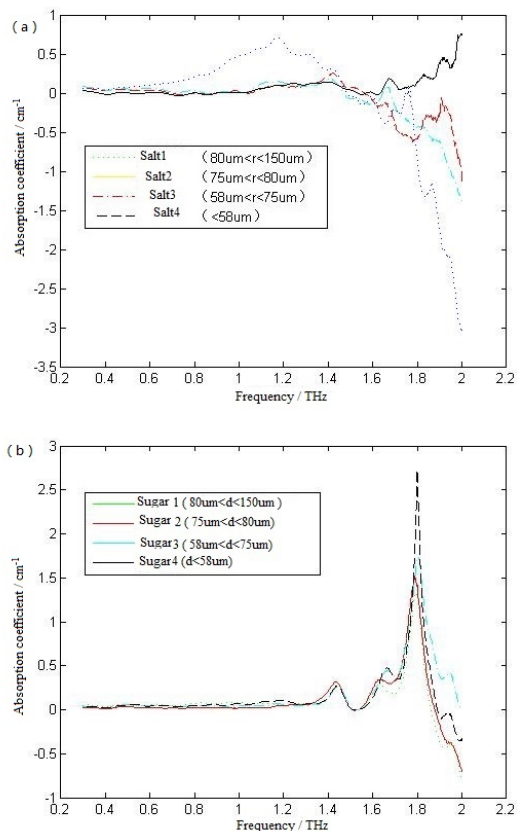 (a)
1
0.5
0
-0.5
-1
-1.5
-2
-2.5
-3
-3.5
Absorption coefficient / cm-1
Salt1 (80um<r<150um)
Salt2 (75um<r<80um)
Salt3 (58um<r<75um)
Salt4 (<58um)
0.2 0.4 0.6 0.8 1 1.2 1.4 1.6 1.8 2 2.2
Frequency / THz
(b)
3
2.5
2
1.5
1
0.5
0
-0.5
-1
Absorption coefficient / cm-1
Sugar 1 (80um<d<150um)
Sugar 2 (75um<d<80um)
Sugar3 (58um<d<75um)
Sugar4 (d<58um)
0.2 0.4 0.6 0.8 1 1.2 1.4 1.6 1.8 2 2.2
Frequency / THz